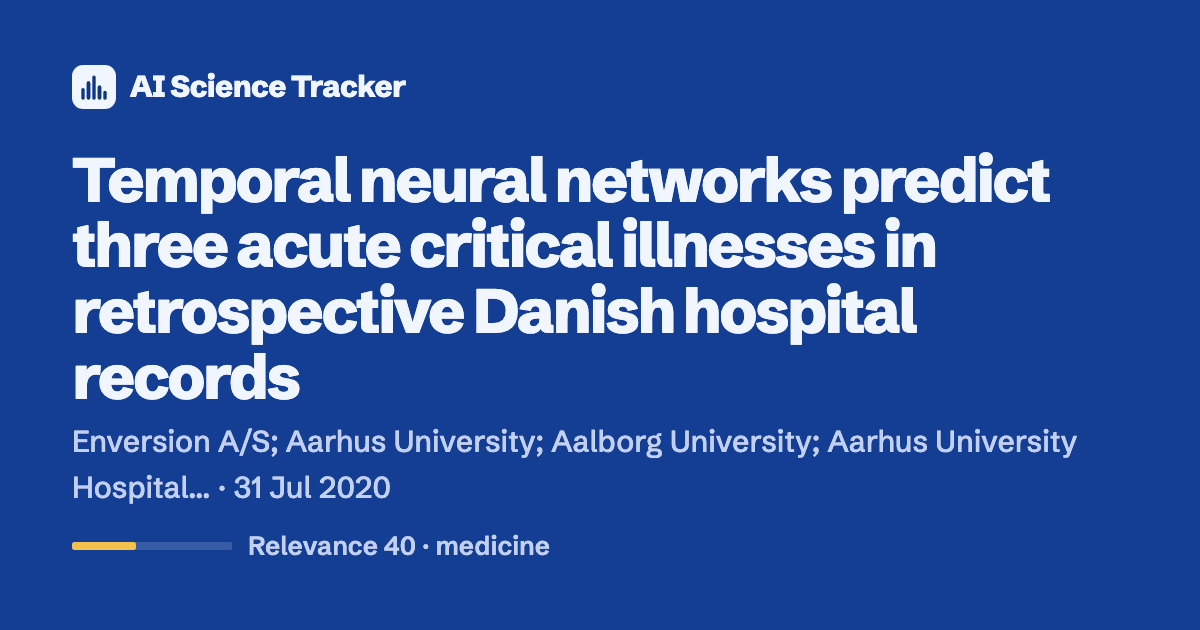 AI Science Tracker
Temporal neural networks predict
three acute critical illnesses in
retrospective Danish hospital
records
Enversion A/S; Aarhus University; Aalborg University; Aarhus University
Hospital... · 31 Jul 2020
Relevance 40 · medicine